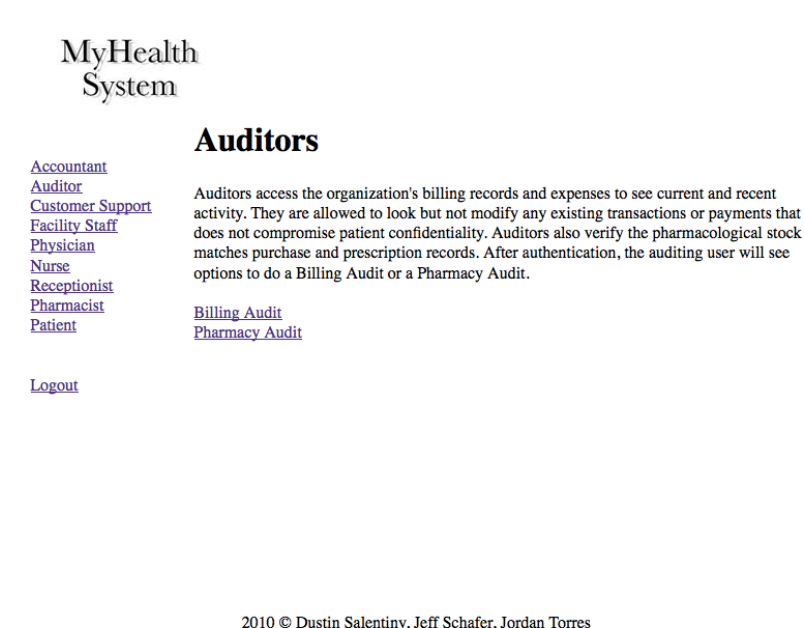 MyHealth
System
Auditors
Accountant
Auditor
Customer Support
Facility Staff
Physician
Nurse
Receptionist
Pharmacist
Patient
Logout
Auditors access the organization's billing records and expenses to see current and recent
activity. They are allowed to look but not modify any existing transactions or payments that
does not compromise patient confidentiality. Auditors also verify the pharmacological stock
matches purchase and prescription records. After authentication, the auditing user will see
options to do a Billing Audit or a Pharmacy Audit.
Billing Audit
Pharmacy Audit
2010 © Dustin Salentiny, Jeff Schafer, Jordan Torres